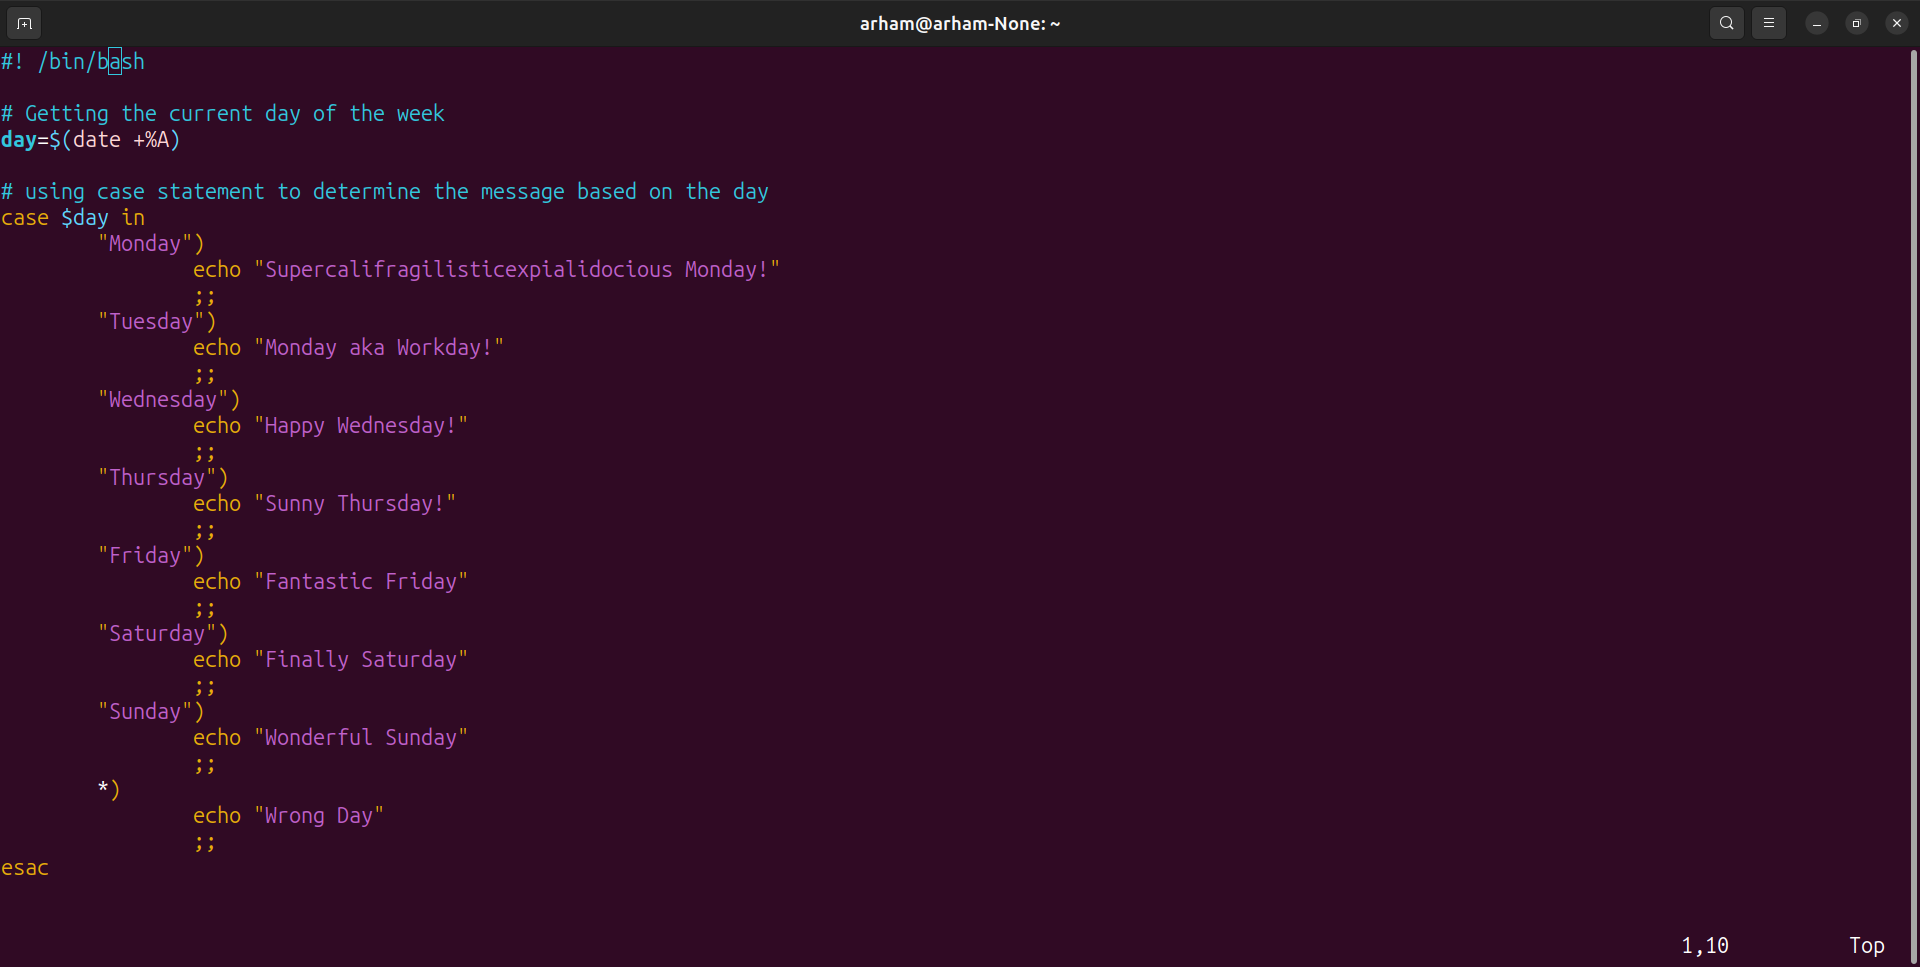 arham@arham-None: ~
#! /bin/bash
# Getting the current day of the week
day=$(date +%A)
# using case statement to determine the message based on the day
case $day in
"Monday")
echo "Supercalifragilisticexpialidocious Monday!"
;;
"Tuesday")
echo "Monday aka Workday!"
;;
"Wednesday")
echo "Happy Wednesday!"
;;
"Thursday")
echo "Sunny Thursday!"
;;
"Friday")
echo "Fantastic Friday"
;;
"Saturday")
echo "Finally Saturday"
;;
"Sunday")
echo "Wonderful Sunday"
;;
*)
echo "Wrong Day"
;;
esac
1,10 Top